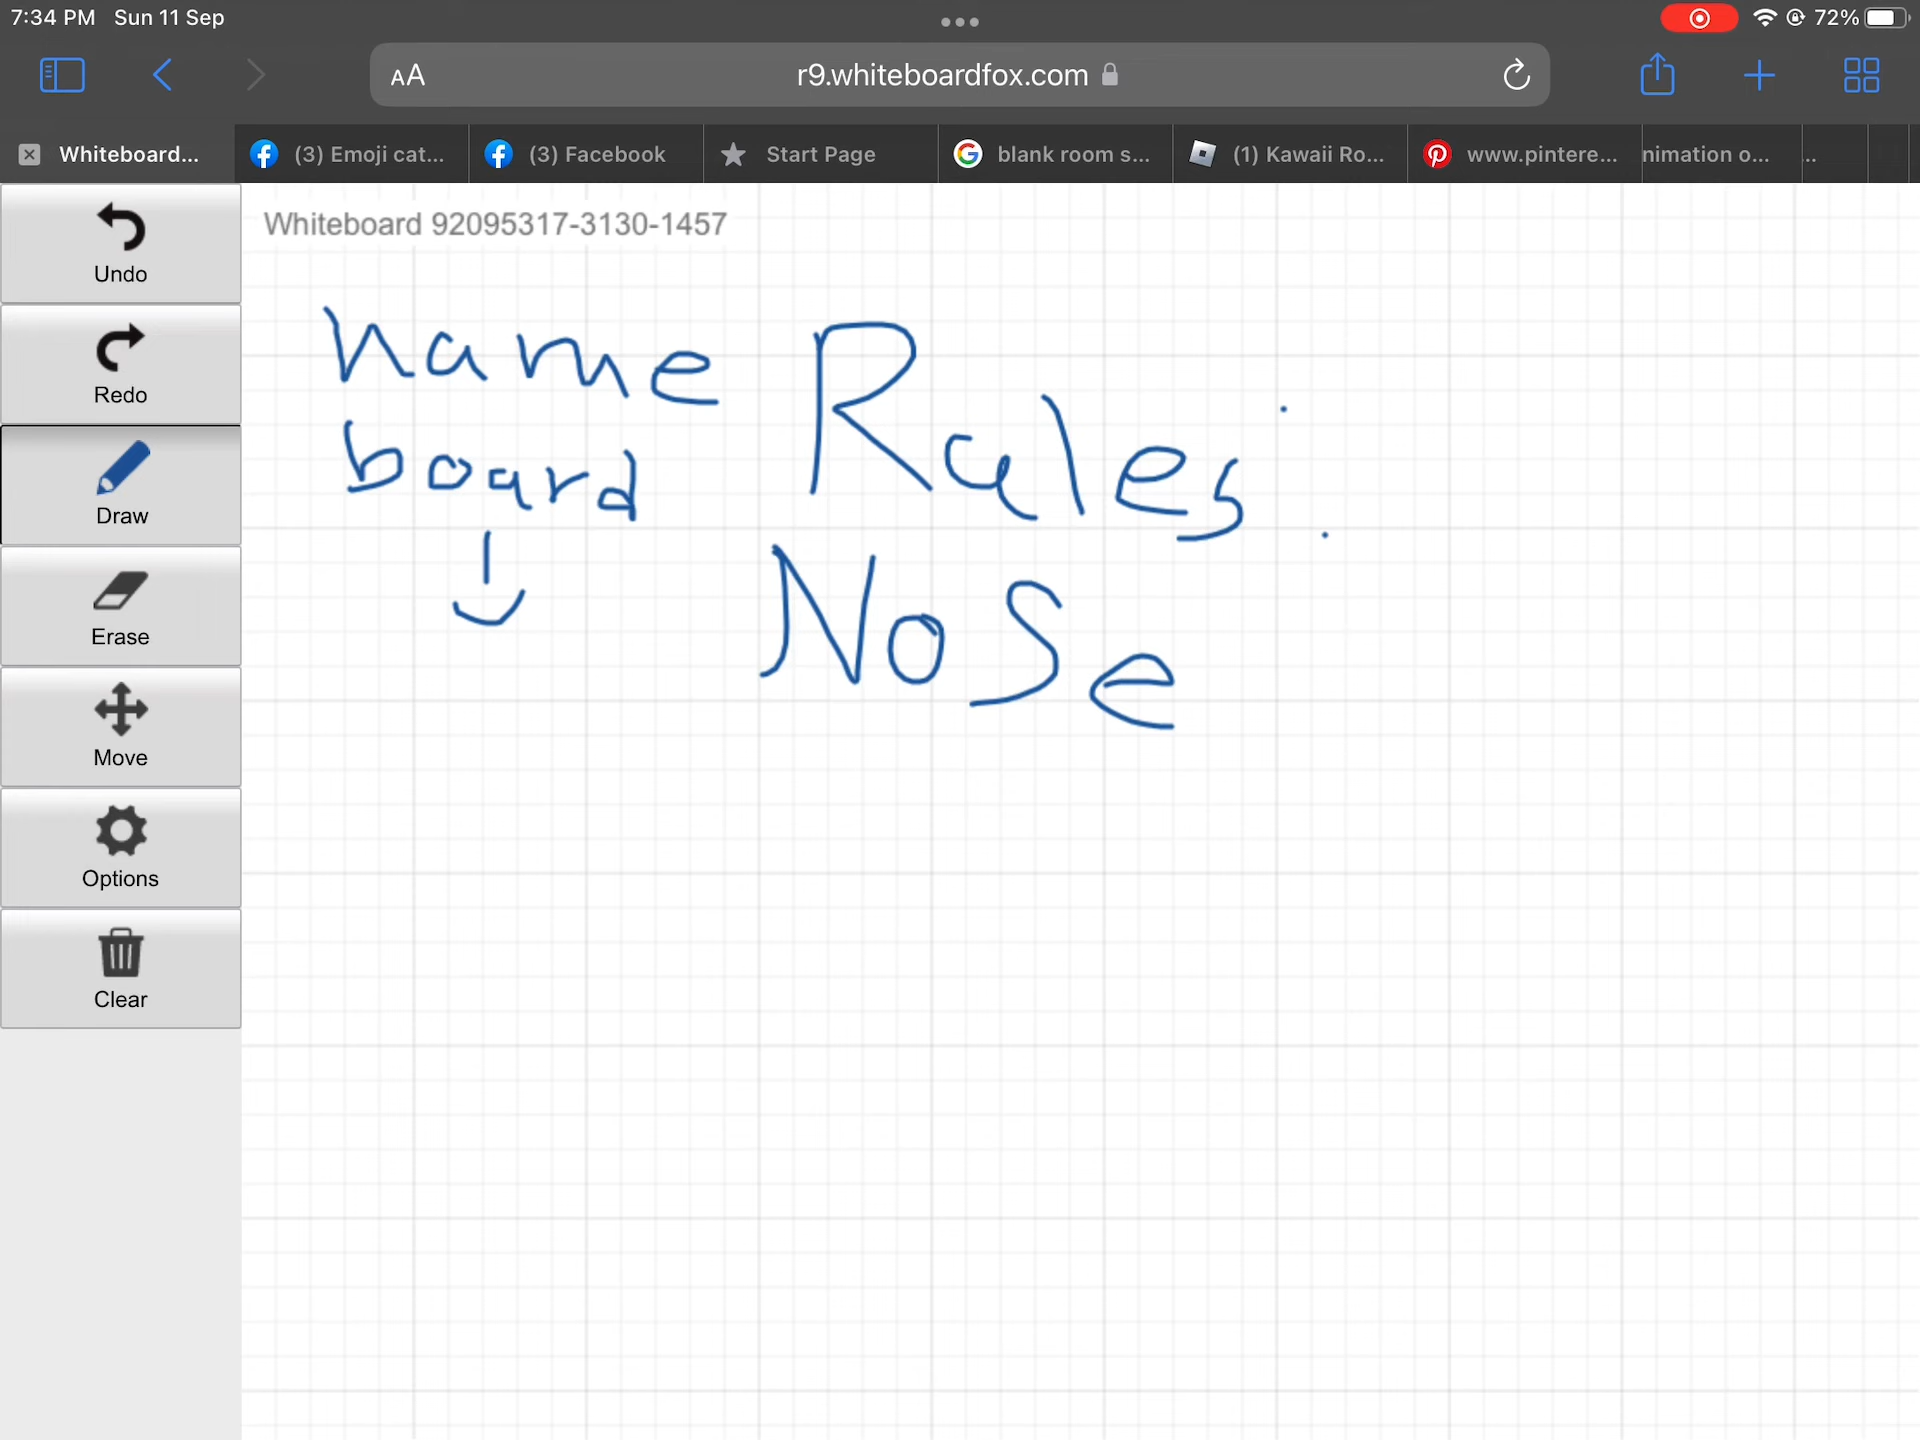 7:34 PM Sun 11 Sep
72%
AA r9.whiteboardfox.com
Whiteboard... (3) Emoji cat... (3) Facebook Start Page blank room s... (1) Kawaii Ro... www.pintere... nimation o... ...
Whiteboard 92095317-3130-1457
Undo
Redo
Draw
Erase
Move
Options
Clear
name
board
Rules:
NoSe